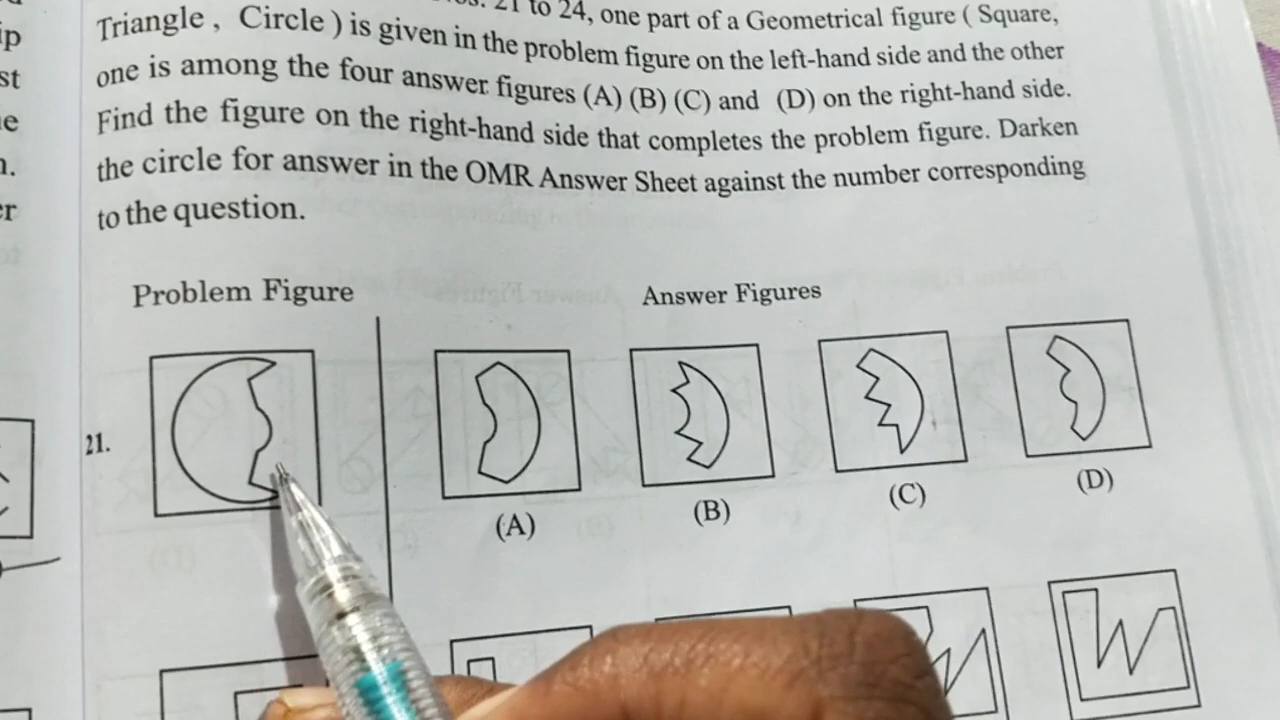 21 to 24, one part of a Geometrical figure ( Square,
Triangle , Circle ) is given in the problem figure on the left-hand side and the other
one is among the four answer figures (A) (B) (C) and (D) on the right-hand side.
Find the figure on the right-hand side that completes the problem figure. Darken
the circle for answer in the OMR Answer Sheet against the number corresponding
to the question.
Problem Figure
Answer Figures
21.
(A)
(B)
(C)
(D)